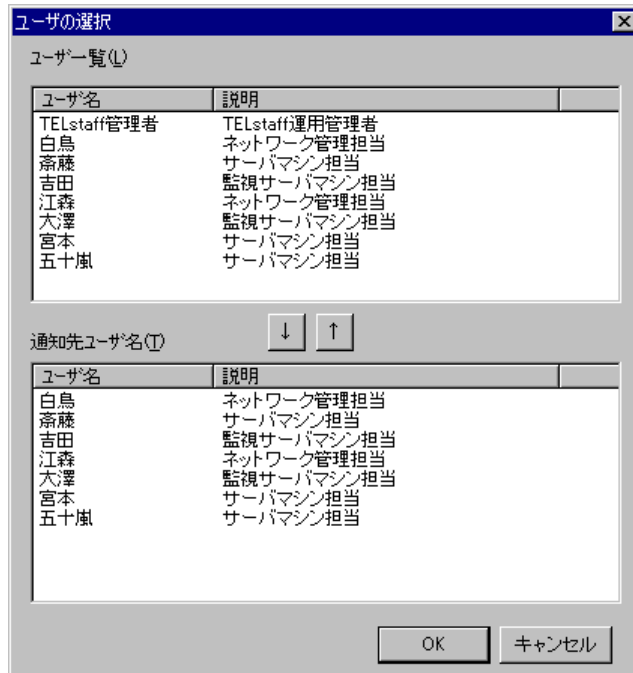 ユーザの選択
ユーザ一覧(L)
ユーザ名 説明
TELstaff管理者 TELstaff運用管理者
白鳥 ネットワーク管理担当
斎藤 サーバマシン担当
吉田 監視サーバマシン担当
江森 ネットワーク管理担当
大澤 監視サーバマシン担当
宮本 サーバマシン担当
五十嵐 サーバマシン担当
通知先ユーザ名(T) ↓ ↑
ユーザ名 説明
白鳥 ネットワーク管理担当
斎藤 サーバマシン担当
吉田 監視サーバマシン担当
江森 ネットワーク管理担当
大澤 監視サーバマシン担当
宮本 サーバマシン担当
五十嵐 サーバマシン担当
OK キャンセル